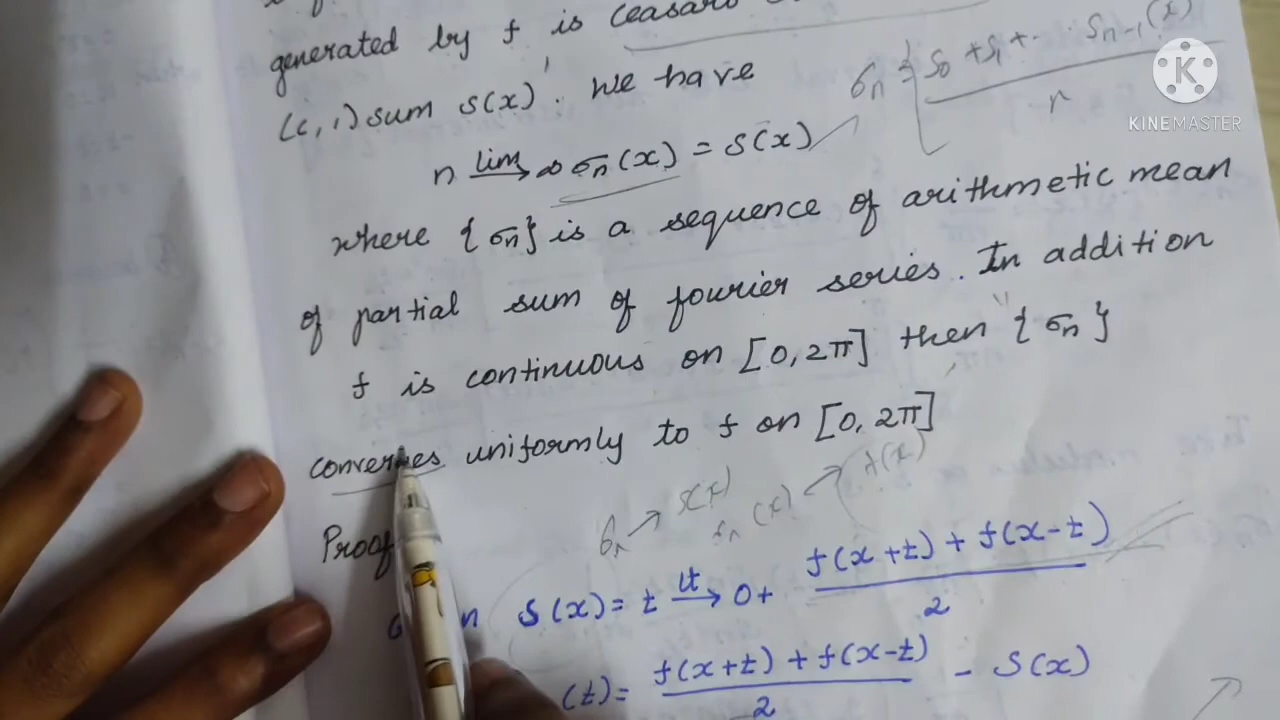 generated by f is Ceasaro
(c, 1) sum s(x)'. We have
σn = { s0 + s1 + .. sn-1(x) / n
K
KINEMASTER
n lim→∞ σn(x) = s(x)
where {σn} is a sequence of arithmetic mean
of partial sum of fourier series. In addition
f is continuous on [0, 2π] then "{σn}
converges uniformly to f on [0, 2π]
σn → s(x)
σn(x) → f(x)
Proof
s(x) = t lt→ 0+ f(x+t) + f(x-t) / 2
(t) = f(x+t) + f(x-t) / 2 - s(x)